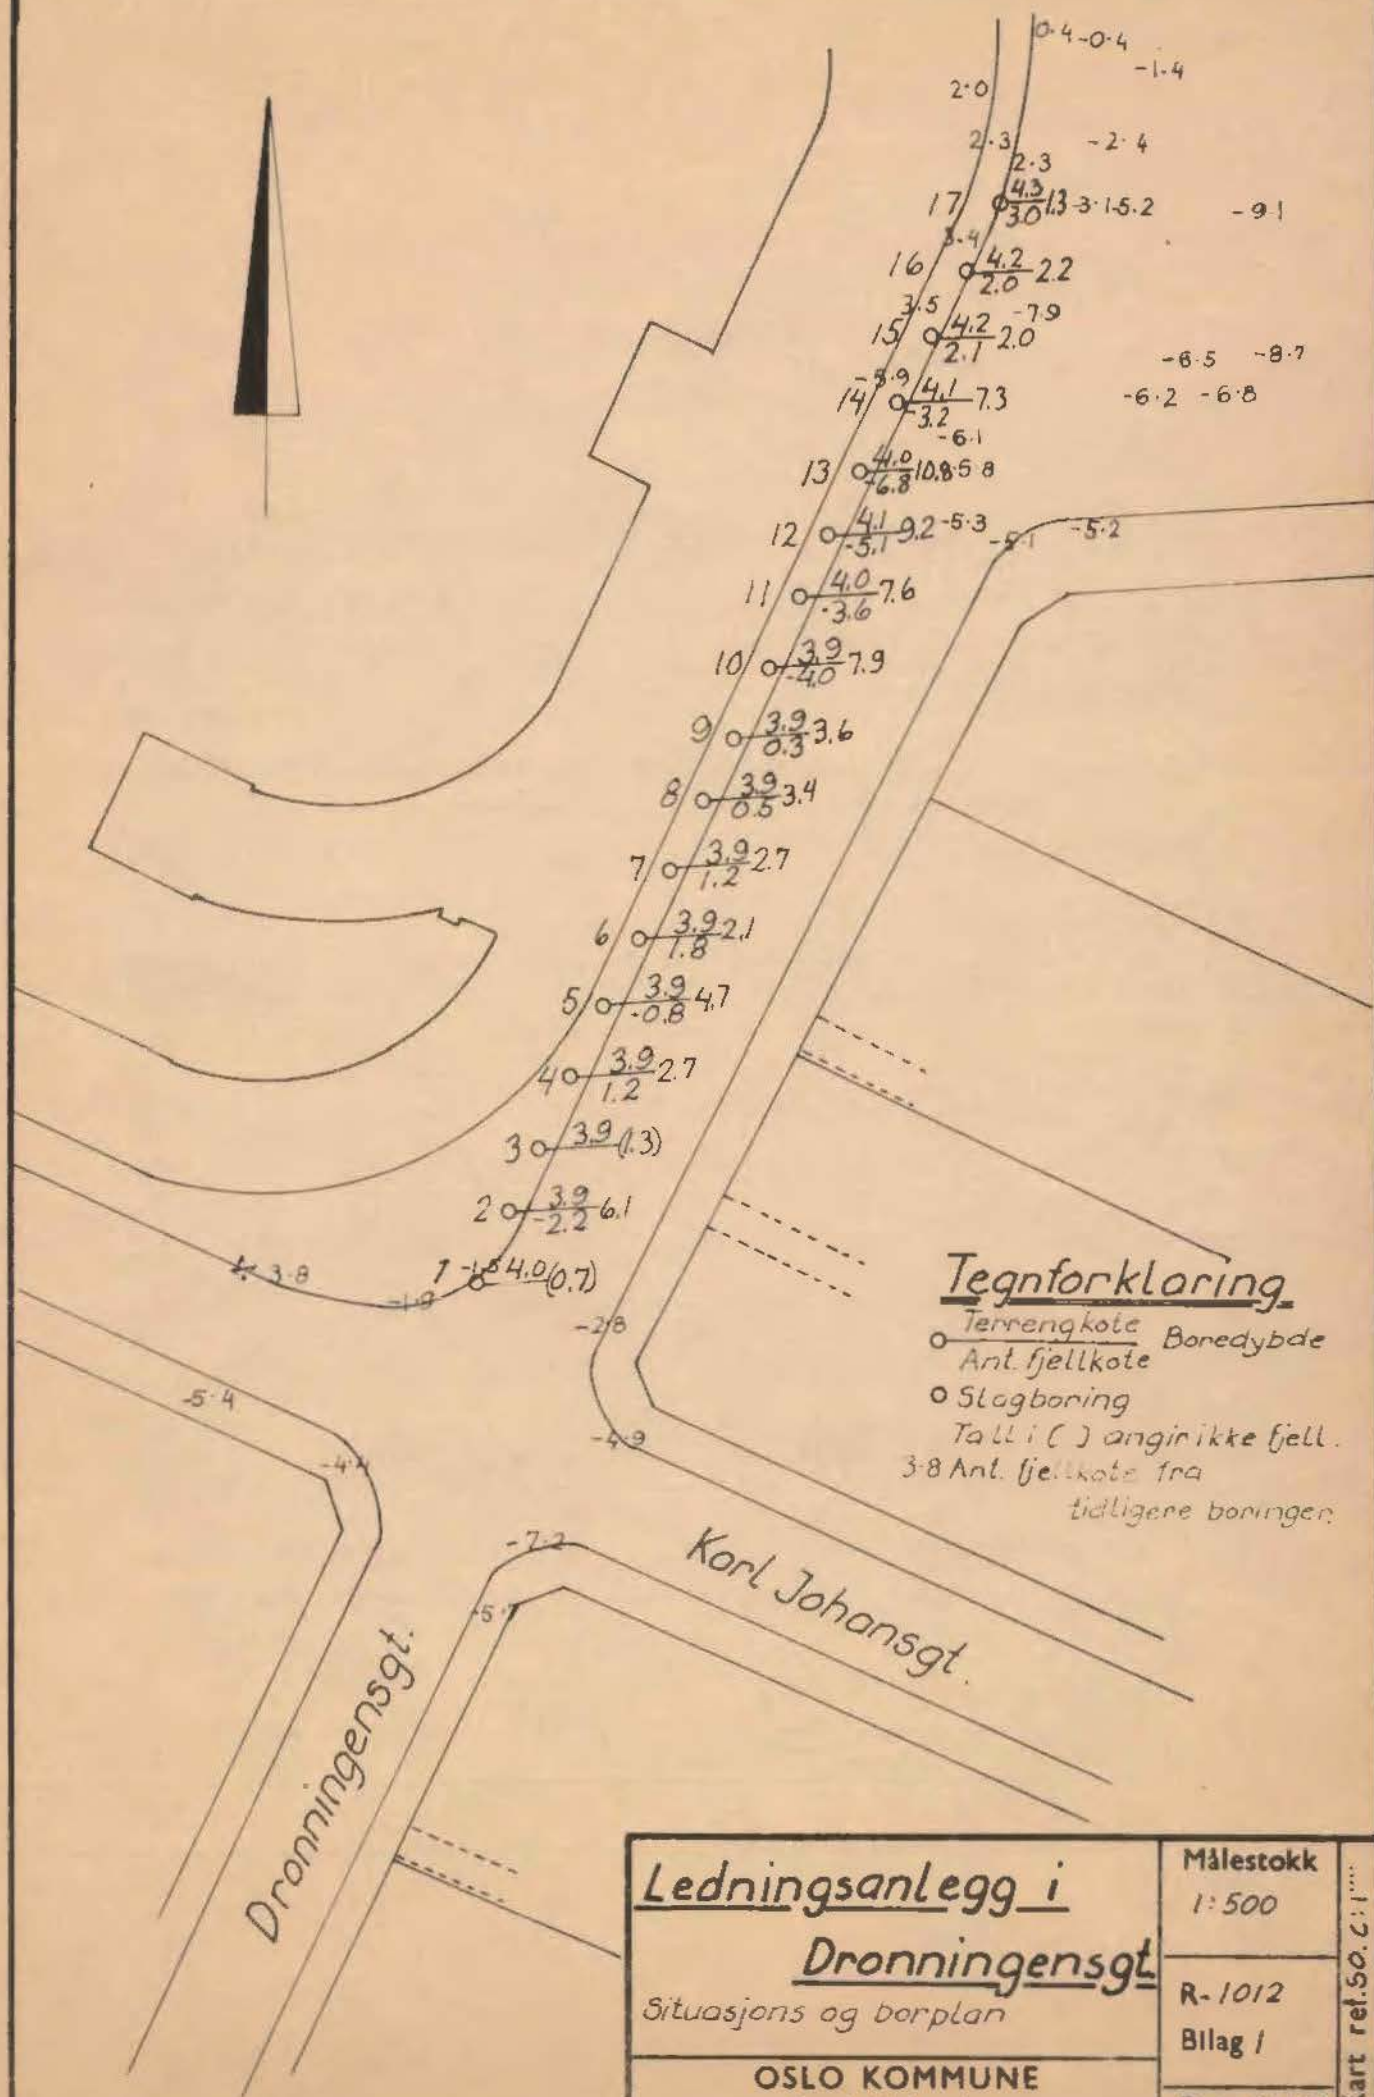 0.4 -0.4
-1.4
2.0
2.3 -2.4
2.3
17 4.3 1.3 -3.1 -5.2 -9.1
3.0
3.4
16 4.2 2.2
2.0
3.5 -7.9
15 4.2 2.0
2.1
-6.5 -8.7
14 4.1 7.3 -6.2 -6.8
-3.2
-6.1
13 4.0 10.8 -5.8
-6.8
12 4.1 9.2 -5.3 -5.1 -5.2
-5.1
11 4.0 7.6
-3.6
10 3.9 7.9
-4.0
9 3.9 3.6
0.3
8 3.9 3.4
0.5
7 3.9 2.7
1.2
6 3.9 2.1
1.8
5 3.9 4.7
-0.8
4 3.9 2.7
1.2
3 3.9 (1.3)
2 3.9 6.1
-2.2
1 -1.5 4.0 (0.7)
3.8
-1.9
-2.8
-5.4
-4.9
-4.4
-7.2
Karl Johansgt.
Dronningensgt.
Tegnforklaring
Terrengkote Boredybde
Ant. fjellkote
Slagboring
Tall i ( ) angir ikke fjell.
3.8 Ant. fjellkote fra
tidligere boringer.
Ledningsanlegg i
Dronningensgt.
Situasjons og borplan
OSLO KOMMUNE
Målestokk
1:500
R-1012
Bilag 1